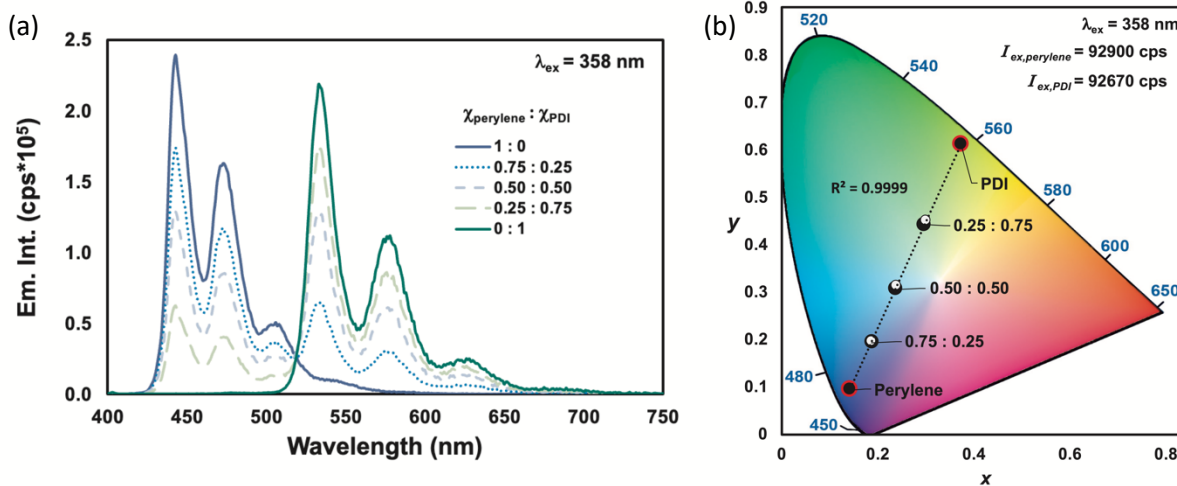 (a)
2.5
2.0
1.5
1.0
0.5
0.0
Em. Int. (cps*10⁵)
λex = 358 nm
χperylene : χPDI
1 : 0
0.75 : 0.25
0.50 : 0.50
0.25 : 0.75
0 : 1
400 450 500 550 600 650 700 750
Wavelength (nm)
(b)
0.9
0.8
0.7
0.6
0.5
0.4
0.3
0.2
0.1
0
y
λex = 358 nm
Iex,perylene = 92900 cps
Iex,PDI = 92670 cps
520
540
560
580
600
650
480
450
R² = 0.9999
PDI
0.25 : 0.75
0.50 : 0.50
0.75 : 0.25
Perylene
0 0.2 0.4 0.6 0.8
x